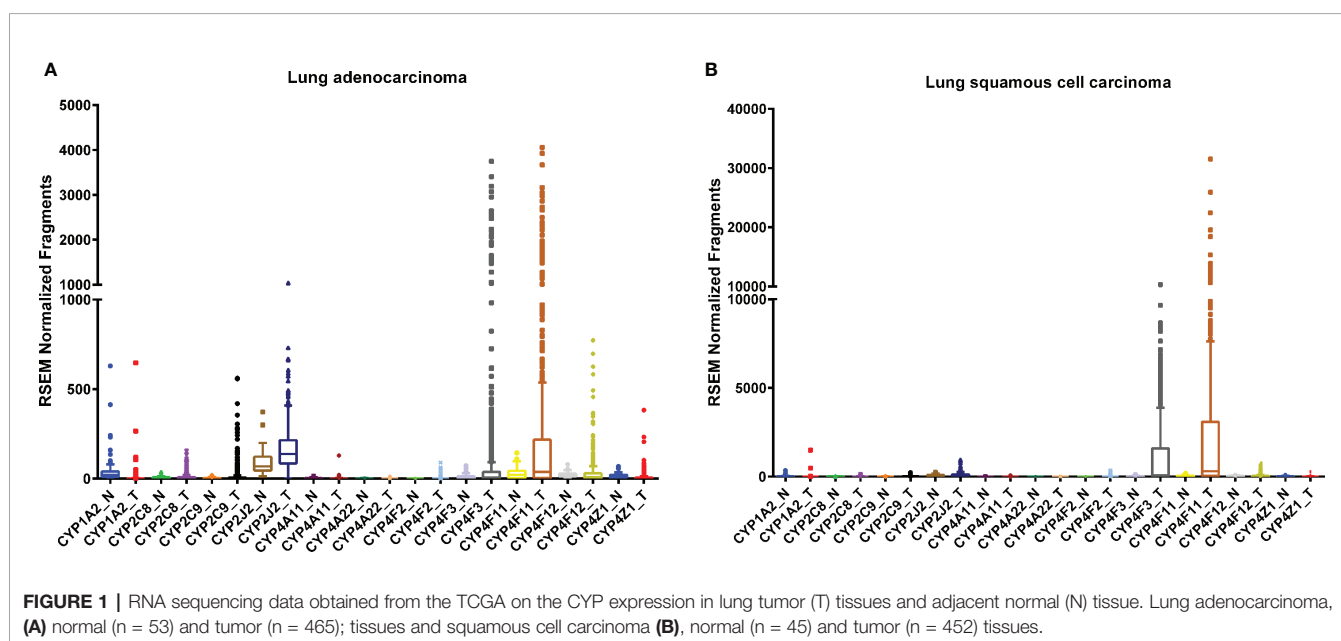 A
Lung adenocarcinoma
RSEM Normalized Fragments
5000
4000
3000
2000
1000
1000
500
0
CYP1A2_N
CYP1A2_T
CYP2C8_N
CYP2C8_T
CYP2C9_N
CYP2C9_T
CYP2J2_N
CYP2J2_T
CYP4A11_N
CYP4A11_T
CYP4A22_N
CYP4A22_T
CYP4F2_N
CYP4F2_T
CYP4F3_N
CYP4F3_T
CYP4F11_N
CYP4F11_T
CYP4F12_N
CYP4F12_T
CYP4Z1_N
CYP4Z1_T
B
Lung squamous cell carcinoma
RSEM Normalized Fragments
40000
30000
20000
10000
10000
5000
0
CYP1A2_N
CYP1A2_T
CYP2C8_N
CYP2C8_T
CYP2C9_N
CYP2C9_T
CYP2J2_N
CYP2J2_T
CYP4A11_N
CYP4A11_T
CYP4A22_N
CYP4A22_T
CYP4F2_N
CYP4F2_T
CYP4F3_N
CYP4F3_T
CYP4F11_N
CYP4F11_T
CYP4F12_N
CYP4F12_T
CYP4Z1_N
CYP4Z1_T
FIGURE 1 | RNA sequencing data obtained from the TCGA on the CYP expression in lung tumor (T) tissues and adjacent normal (N) tissue. Lung adenocarcinoma,
(A) normal (n = 53) and tumor (n = 465); tissues and squamous cell carcinoma (B), normal (n = 45) and tumor (n = 452) tissues.